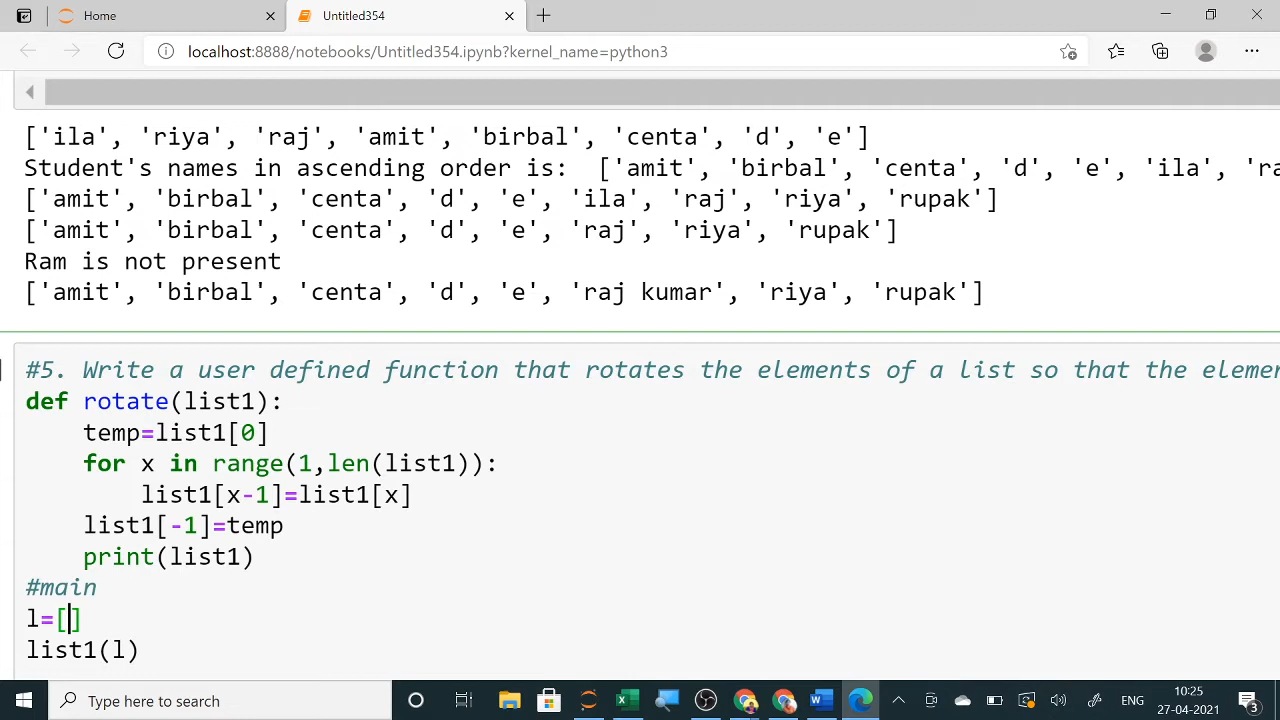 Home
Untitled354
localhost:8888/notebooks/Untitled354.ipynb?kernel_name=python3
['ila', 'riya', 'raj', 'amit', 'birbal', 'centa', 'd', 'e']
Student's names in ascending order is:  ['amit', 'birbal', 'centa', 'd', 'e', 'ila', 'ra
['amit', 'birbal', 'centa', 'd', 'e', 'ila', 'raj', 'riya', 'rupak']
['amit', 'birbal', 'centa', 'd', 'e', 'raj', 'riya', 'rupak']
Ram is not present
['amit', 'birbal', 'centa', 'd', 'e', 'raj kumar', 'riya', 'rupak']
#5. Write a user defined function that rotates the elements of a list so that the elemen
def rotate(list1):
    temp=list1[0]
    for x in range(1,len(list1)):
        list1[x-1]=list1[x]
    list1[-1]=temp
    print(list1)
#main
l=[]
list1(l)
Type here to search
ENG
10:25
27-04-2021
3